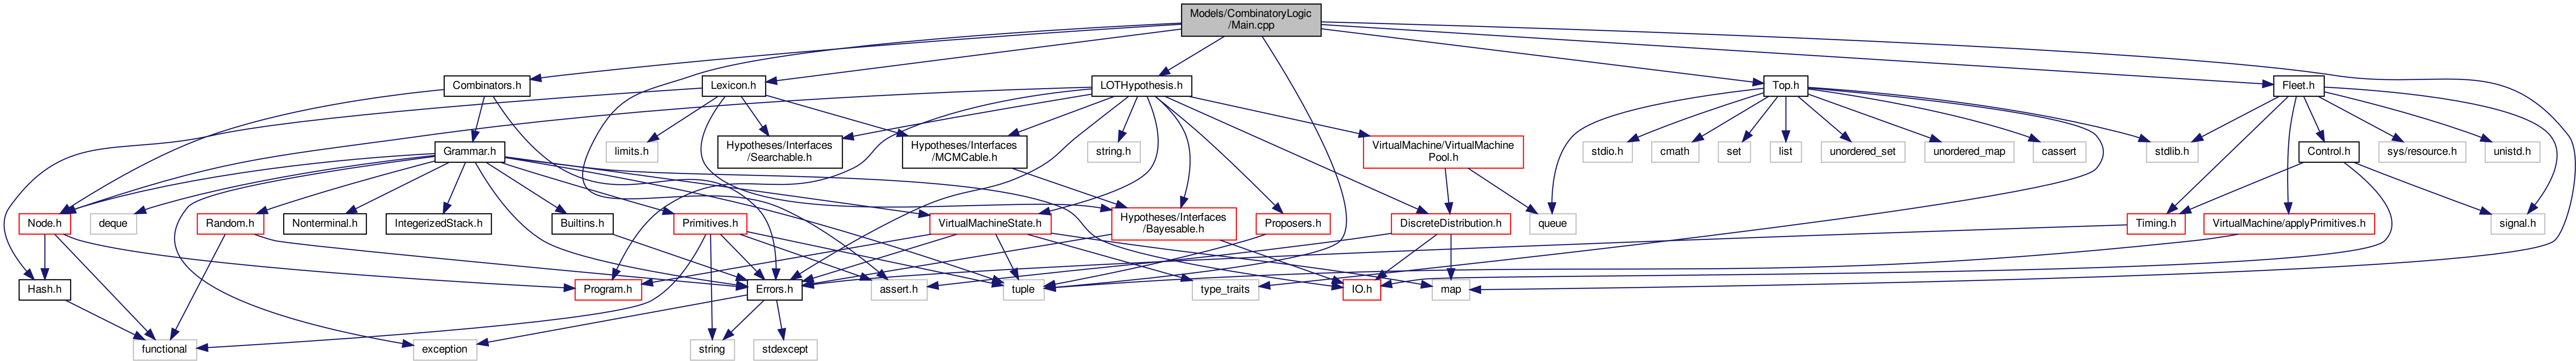 Models/CombinatoryLogic
/Main.cpp
Combinators.h
Lexicon.h
LOTHypothesis.h
Top.h
Fleet.h
Grammar.h
limits.h
Hypotheses/Interfaces
/Searchable.h
Hypotheses/Interfaces
/MCMCable.h
string.h
VirtualMachine/VirtualMachine
Pool.h
stdio.h
cmath
set
list
unordered_set
unordered_map
cassert
stdlib.h
Control.h
sys/resource.h
unistd.h
Node.h
deque
Random.h
Nonterminal.h
IntegerizedStack.h
Builtins.h
Primitives.h
VirtualMachineState.h
Hypotheses/Interfaces
/Bayesable.h
Proposers.h
DiscreteDistribution.h
queue
Timing.h
VirtualMachine/applyPrimitives.h
signal.h
Hash.h
Program.h
Errors.h
assert.h
tuple
type_traits
IO.h
map
functional
exception
string
stdexcept